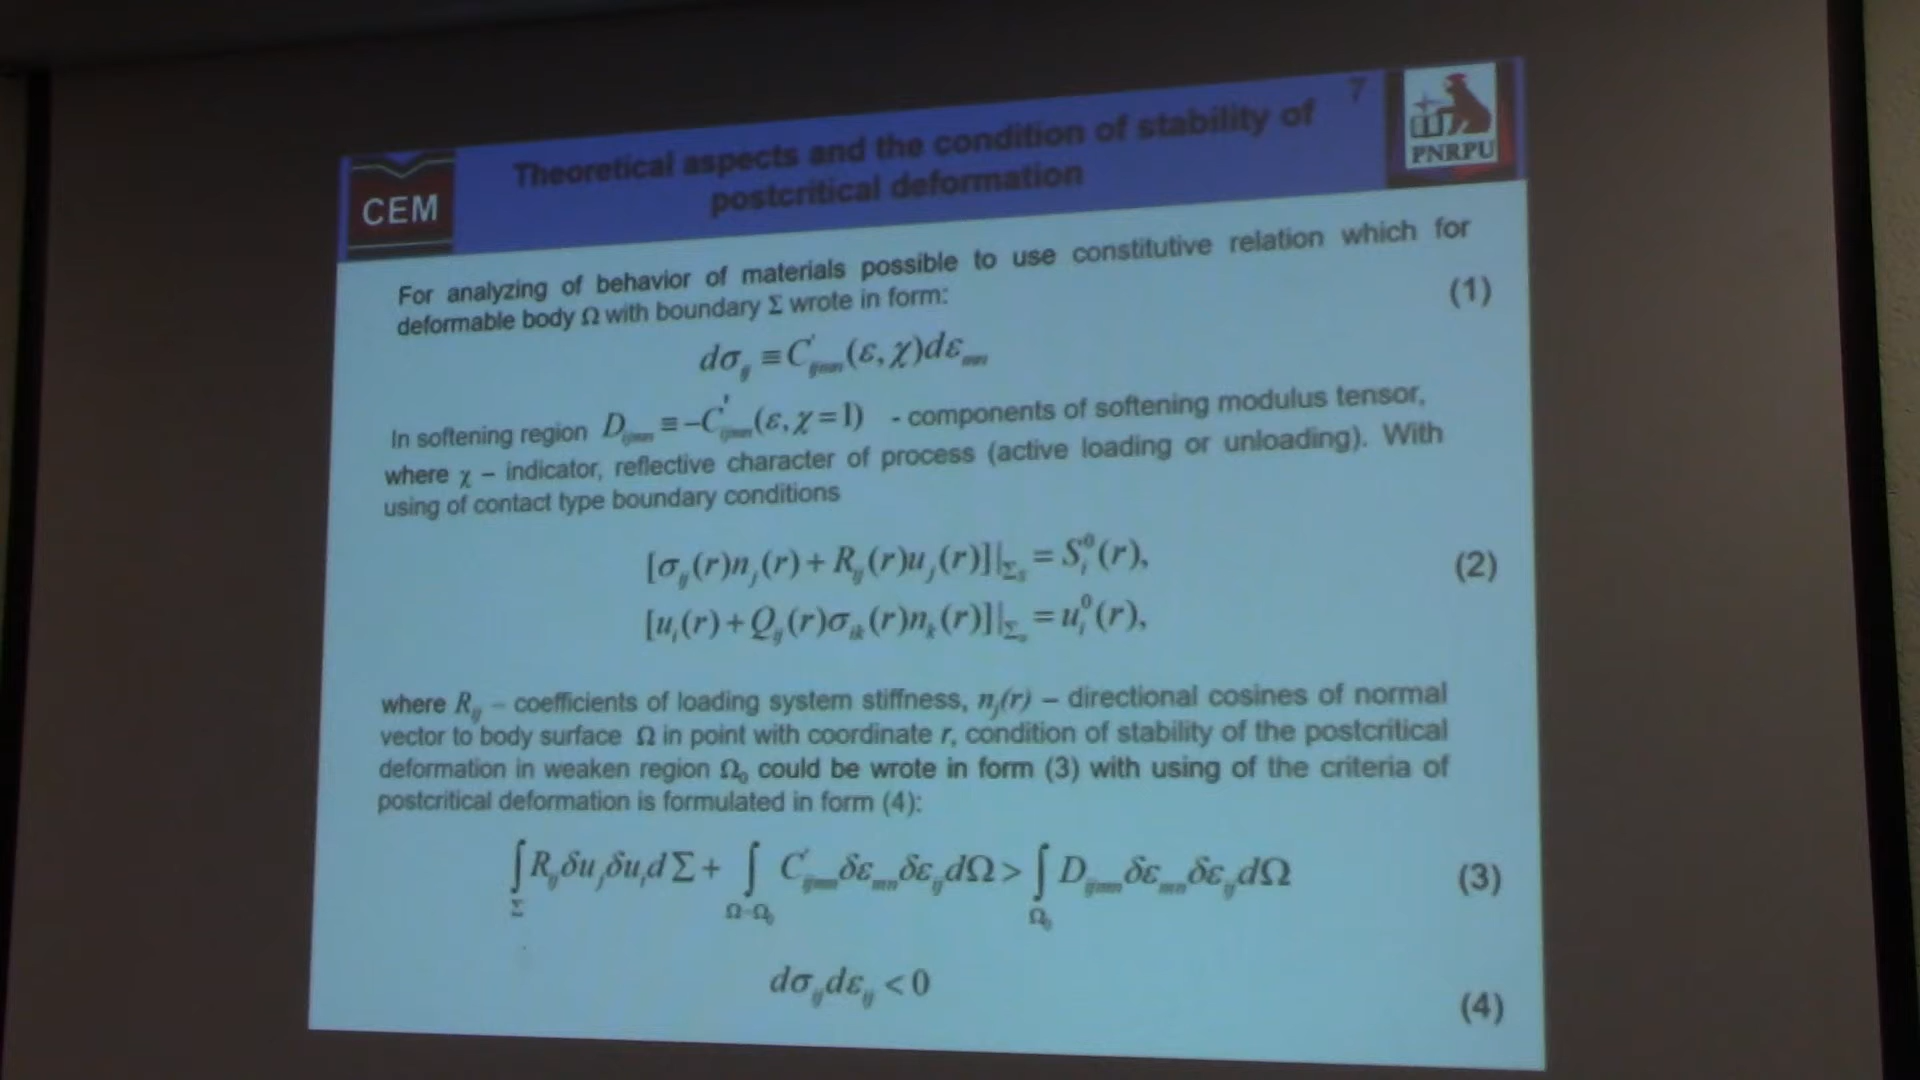 7
Theoretical aspects and the condition of stability of
postcritical deformation
CEM
PNRPU
For analyzing of behavior of materials possible to use constitutive relation which for
deformable body Ω with boundary Σ wrote in form:
(1)
dσ_ij ≡ C'_ijmn(ε,χ)dε_mn
In softening region D_ijmn ≡ −C'_ijmn(ε,χ=1) - components of softening modulus tensor,
where χ – indicator, reflective character of process (active loading or unloading). With
using of contact type boundary conditions
[σ_ij(r)n_j(r)+R_ij(r)u_j(r)]|_Σ_S = S_i^0(r),
(2)
[u_i(r)+Q_ij(r)σ_jk(r)n_k(r)]|_Σ_u = u_i^0(r),
where R_ij – coefficients of loading system stiffness, n_j(r) – directional cosines of normal
vector to body surface Ω in point with coordinate r, condition of stability of the postcritical
deformation in weaken region Ω_0 could be wrote in form (3) with using of the criteria of
postcritical deformation is formulated in form (4):
∫_Σ R_ij δu_j δu_i dΣ + ∫_Ω-Ω_0 C'_ijmn δε_mn δε_ij dΩ > ∫_Ω_0 D_ijmn δε_mn δε_ij dΩ (3)
dσ_ij dε_ij < 0
(4)